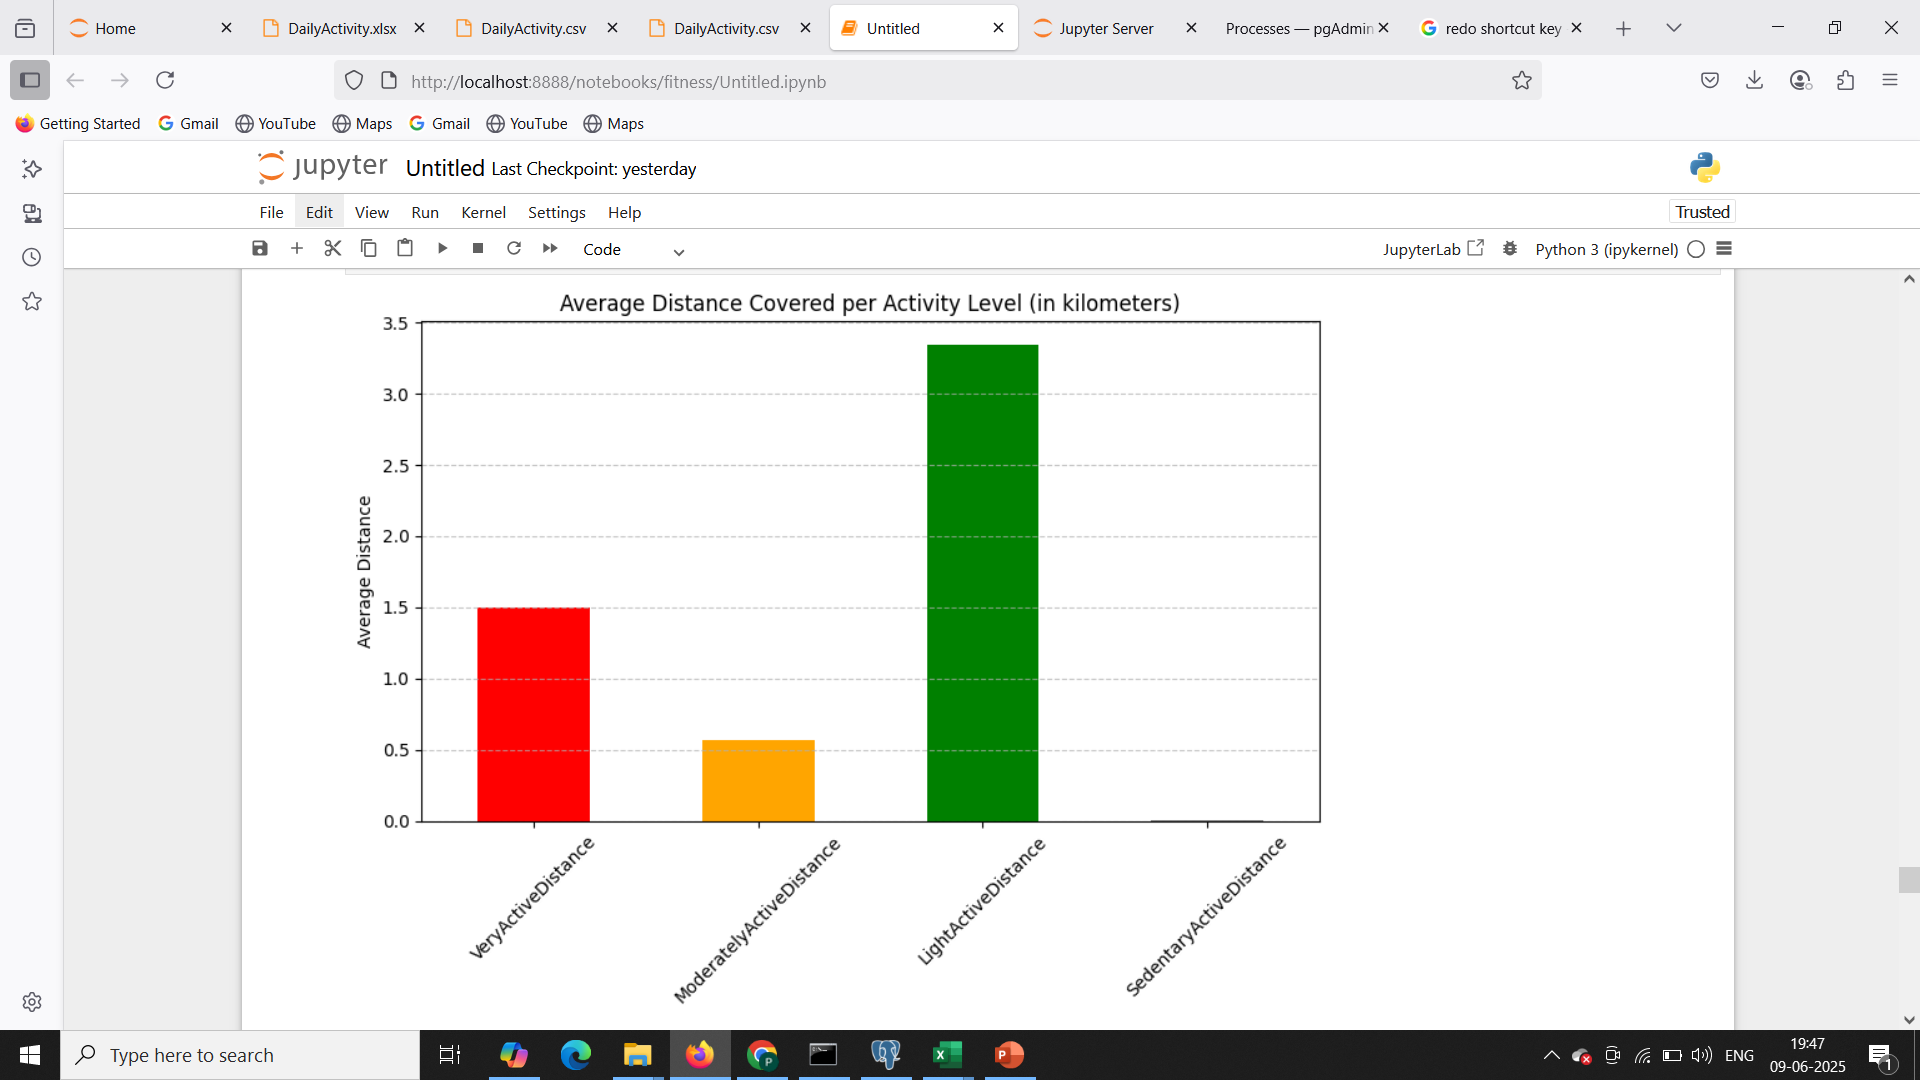 Home
DailyActivity.xlsx
DailyActivity.csv
DailyActivity.csv
Untitled
Jupyter Server
Processes — pgAdmin
redo shortcut key
http://localhost:8888/notebooks/fitness/Untitled.ipynb
Getting Started
Gmail
YouTube
Maps
Gmail
YouTube
Maps
jupyter
Untitled Last Checkpoint: yesterday
File Edit View Run Kernel Settings Help
Trusted
Code
JupyterLab
Python 3 (ipykernel)
Average Distance Covered per Activity Level (in kilometers)
3.5
3.0
2.5
2.0
1.5
1.0
0.5
0.0
Average Distance
VeryActiveDistance
ModeratelyActiveDistance
LightActiveDistance
SedentaryActiveDistance
Type here to search
P
X
P
ENG
19:47
09-06-2025
1